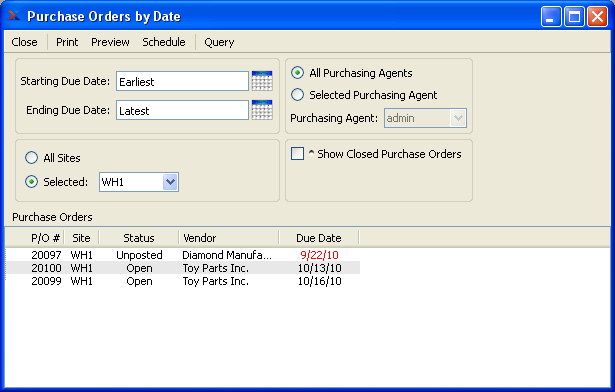 Purchase Orders by Date
Close Print Preview Schedule Query
Starting Due Date: Earliest
Ending Due Date: Latest
All Purchasing Agents
Selected Purchasing Agent
Purchasing Agent: admin
All Sites
Selected: WH1
^ Show Closed Purchase Orders
Purchase Orders
P/O # Site Status Vendor Due Date
20097 WH1 Unposted Diamond Manufa... 9/22/10
20100 WH1 Open Toy Parts Inc. 10/13/10
20099 WH1 Open Toy Parts Inc. 10/16/10